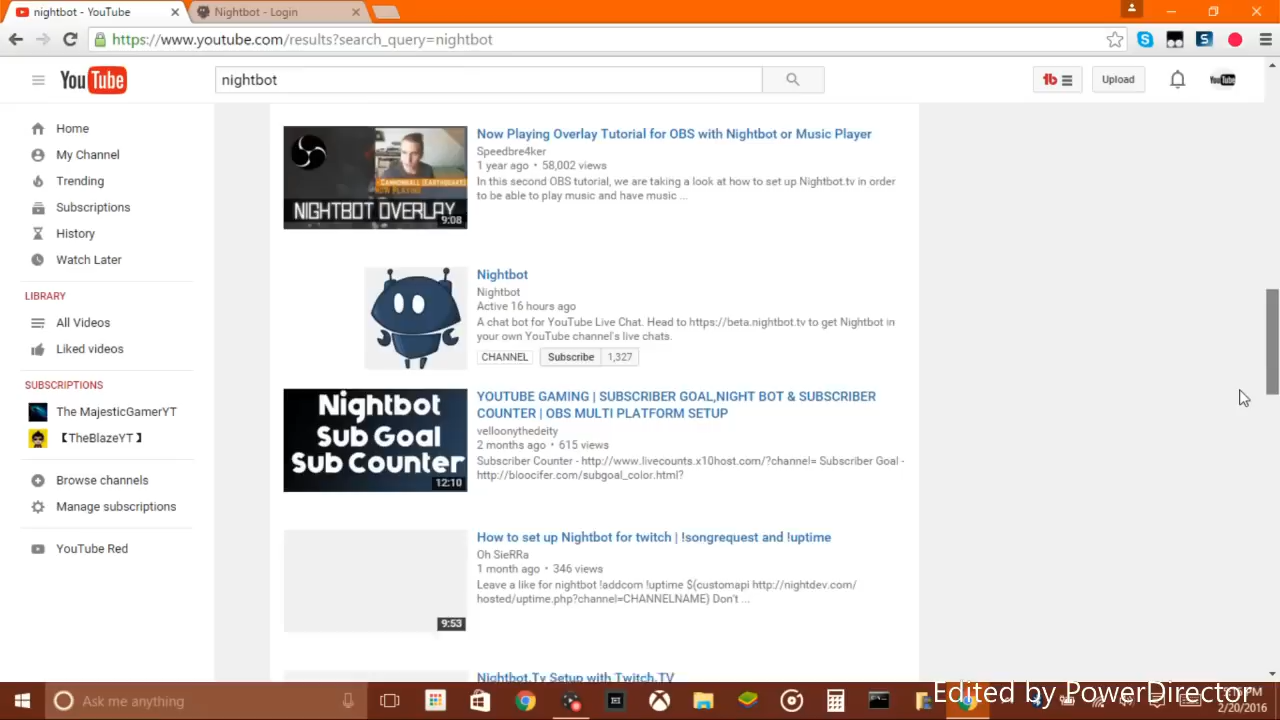 nightbot - YouTube
Nightbot - Login
https://www.youtube.com/results?search_query=nightbot
YouTube
nightbot
Upload
YouTube
Home
My Channel
Trending
Subscriptions
History
Watch Later
LIBRARY
All Videos
Liked videos
SUBSCRIPTIONS
The MajesticGamerYT
【TheBlazeYT】
Browse channels
Manage subscriptions
YouTube Red
NIGHTBOT OVERLAY
9:08
Now Playing Overlay Tutorial for OBS with Nightbot or Music Player
Speedbre4ker
1 year ago • 58,002 views
In this second OBS tutorial, we are taking a look at how to set up Nightbot.tv in order
to be able to play music and have music ...
Nightbot
Nightbot
Active 16 hours ago
A chat bot for YouTube Live Chat. Head to https://beta.nightbot.tv to get Nightbot in
your own YouTube channel's live chats.
CHANNEL Subscribe 1,327
Nightbot
Sub Goal
Sub Counter
12:10
YOUTUBE GAMING | SUBSCRIBER GOAL,NIGHT BOT & SUBSCRIBER
COUNTER | OBS MULTI PLATFORM SETUP
velloonythedeity
2 months ago • 615 views
Subscriber Counter - http://www.livecounts.x10host.com/?channel= Subscriber Goal -
http://bloocifer.com/subgoal_color.html?
9:53
How to set up Nightbot for twitch | !songrequest and !uptime
Oh SieRRa
1 month ago • 346 views
Leave a like for nightbot !addcom !uptime $(customapi http://nightdev.com/
hosted/uptime.php?channel=CHANNELNAME) Don't ...
Nightbot.Tv Setup with Twitch.TV
Ask me anything
Edited by PowerDirector
2/20/2016